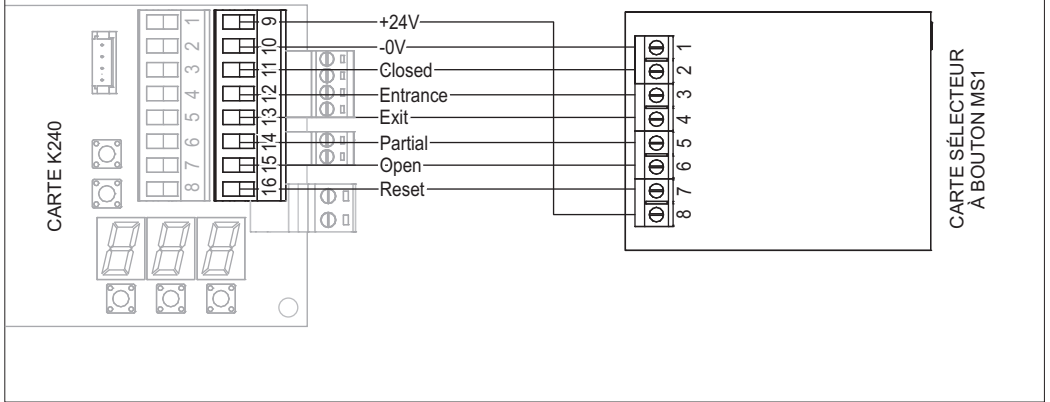 CARTE K240
1
2
3
4
5
6
7
8
9
10
11
12
13
14
15
16
+24V
-0V
Closed
Entrance
Exit
Partial
Open
Reset
1
2
3
4
5
6
7
8
CARTE SÉLECTEUR
À BOUTON MS1